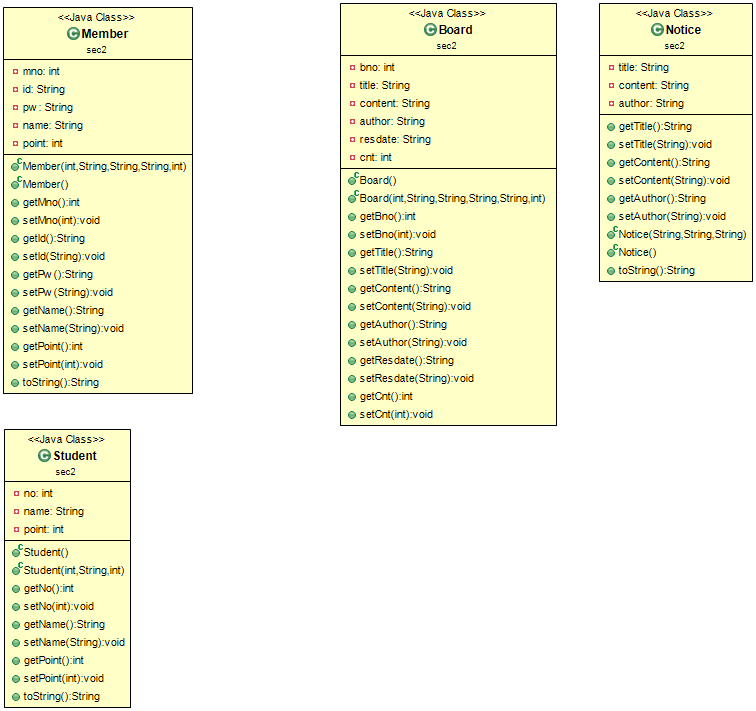 <<Java Class>>
Member
sec2
mno: int
id: String
pw: String
name: String
point: int
Member(int,String,String,String,int)
Member()
getMno():int
setMno(int):void
getId():String
setId(String):void
getPw():String
setPw(String):void
getName():String
setName(String):void
getPoint():int
setPoint(int):void
toString():String
<<Java Class>>
Board
sec2
bno: int
title: String
content: String
author: String
resdate: String
cnt: int
Board()
Board(int,String,String,String,String,int)
getBno():int
setBno(int):void
getTitle():String
setTitle(String):void
getContent():String
setContent(String):void
getAuthor():String
setAuthor(String):void
getResdate():String
setResdate(String):void
getCnt():int
setCnt(int):void
<<Java Class>>
Notice
sec2
title: String
content: String
author: String
getTitle():String
setTitle(String):void
getContent():String
setContent(String):void
getAuthor():String
setAuthor(String):void
Notice(String,String,String)
Notice()
toString():String
<<Java Class>>
Student
sec2
no: int
name: String
point: int
Student()
Student(int,String,int)
getNo():int
setNo(int):void
getName():String
setName(String):void
getPoint():int
setPoint(int):void
toString():String